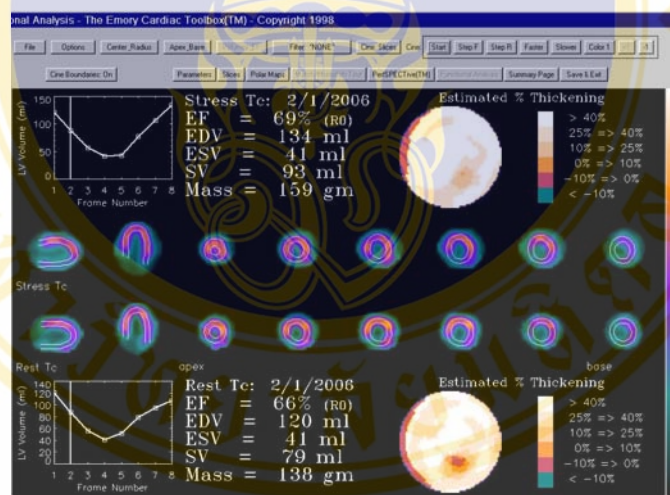 onal Analysis - The Emory Cardiac Toolbox(TM) - Copyright 1998
File Options Center_Radius Apex_Base Filter "NONE" Cine_Slices Cine Start Step F Step R Faster Slower Color 1
Cine Boundaries: On Parameters Slices Polar Maps PerfSPECTive(TM) Functional Analysis Summary Page Save & Exit
Stress Tc: 2/1/2006
EF = 69% (R0)
EDV = 134 ml
ESV = 41 ml
SV = 93 ml
Mass = 159 gm
LV Volume (ml)
150
100
50
0
1 2 3 4 5 6 7 8
Frame Number
Estimated % Thickening
> 40%
25% => 40%
10% => 25%
0% => 10%
-10% => 0%
< -10%
Stress Tc
Rest Tc apex base
Rest Tc: 2/1/2006
EF = 66% (R0)
EDV = 120 ml
ESV = 41 ml
SV = 79 ml
Mass = 138 gm
LV Volume (ml)
140
120
100
80
60
40
20
0
1 2 3 4 5 6 7 8
Frame Number
Estimated % Thickening
> 40%
25% => 40%
10% => 25%
0% => 10%
-10% => 0%
< -10%